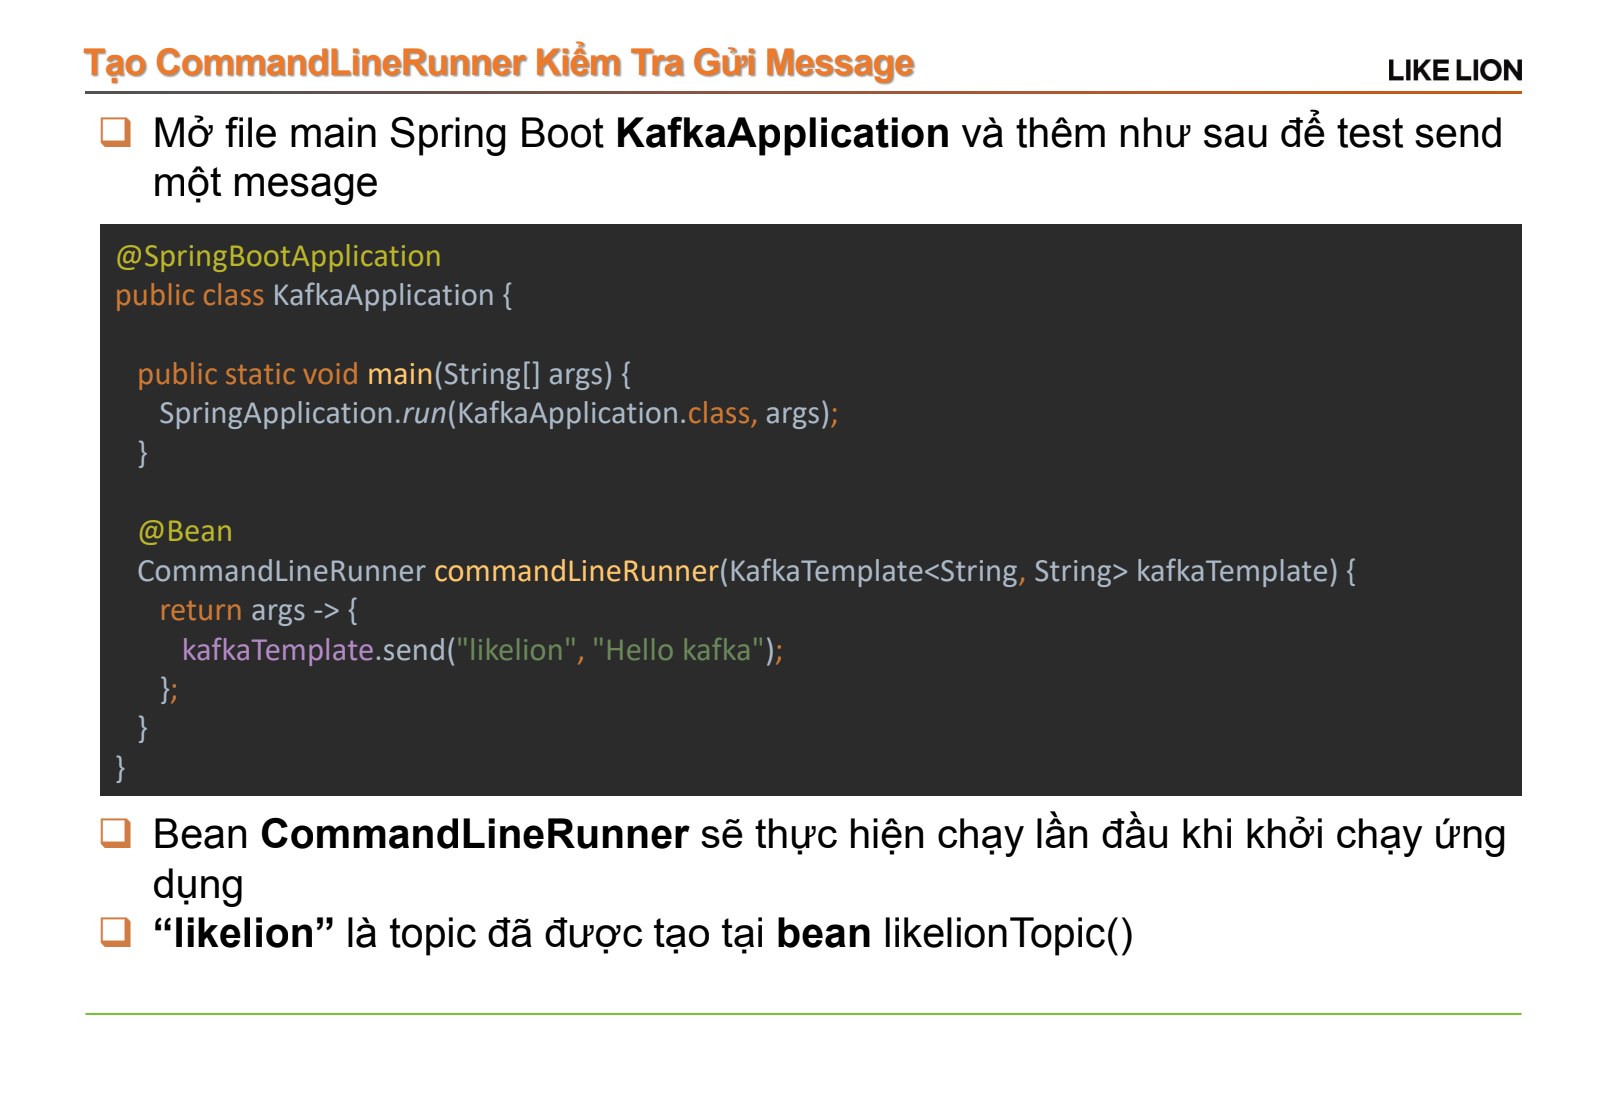 Tạo CommandLineRunner Kiểm Tra Gửi Message
LIKE LION
Mở file main Spring Boot KafkaApplication và thêm như sau để test send
một mesage
@SpringBootApplication
public class KafkaApplication {
public static void main(String[] args) {
SpringApplication.run(KafkaApplication.class, args);
}
@Bean
CommandLineRunner commandLineRunner(KafkaTemplate<String, String> kafkaTemplate) {
return args -> {
kafkaTemplate.send("likelion", "Hello kafka");
};
}
}
Bean CommandLineRunner sẽ thực hiện chạy lần đầu khi khởi chạy ứng
dụng
“likelion” là topic đã được tạo tại bean likelionTopic()